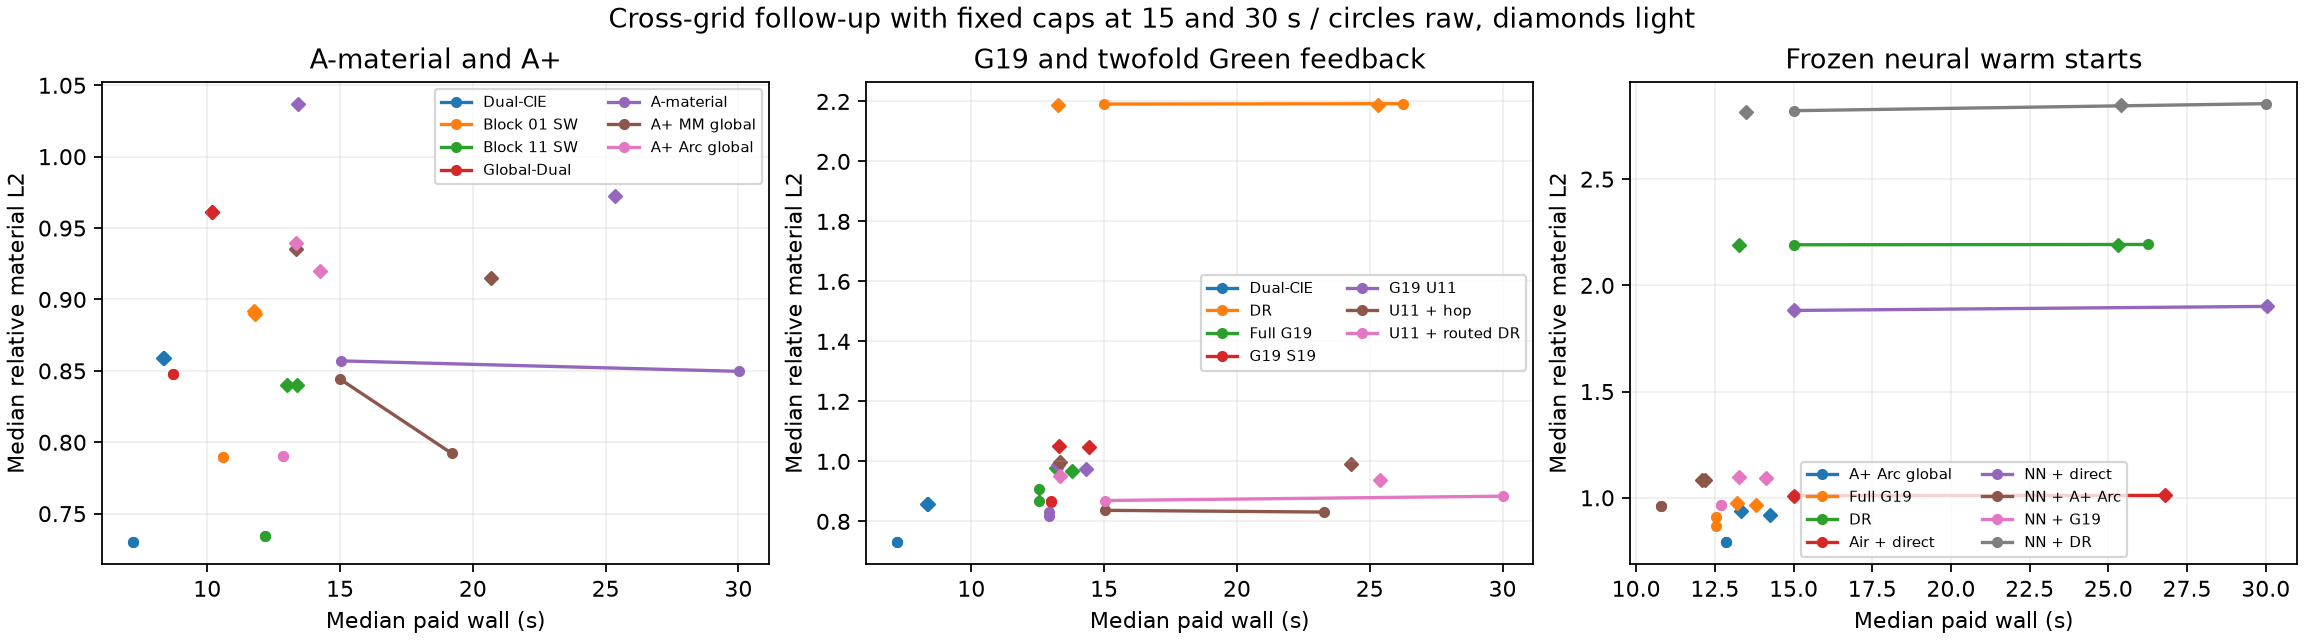 Cross-grid follow-up with fixed caps at 15 and 30 s / circles raw, diamonds light
A-material and A+
Median relative material L2
1.05
1.00
0.95
0.90
0.85
0.80
0.75
Dual-CIE
Block 01 SW
Block 11 SW
Global-Dual
A-material
A+ MM global
A+ Arc global
10
15
20
25
30
Median paid wall (s)
G19 and twofold Green feedback
Median relative material L2
2.2
2.0
1.8
1.6
1.4
1.2
1.0
0.8
Dual-CIE
DR
Full G19
G19 S19
G19 U11
U11 + hop
U11 + routed DR
10
15
20
25
30
Median paid wall (s)
Frozen neural warm starts
Median relative material L2
2.5
2.0
1.5
1.0
A+ Arc global
Full G19
DR
Air + direct
NN + direct
NN + A+ Arc
NN + G19
NN + DR
10.0
12.5
15.0
17.5
20.0
22.5
25.0
27.5
30.0
Median paid wall (s)